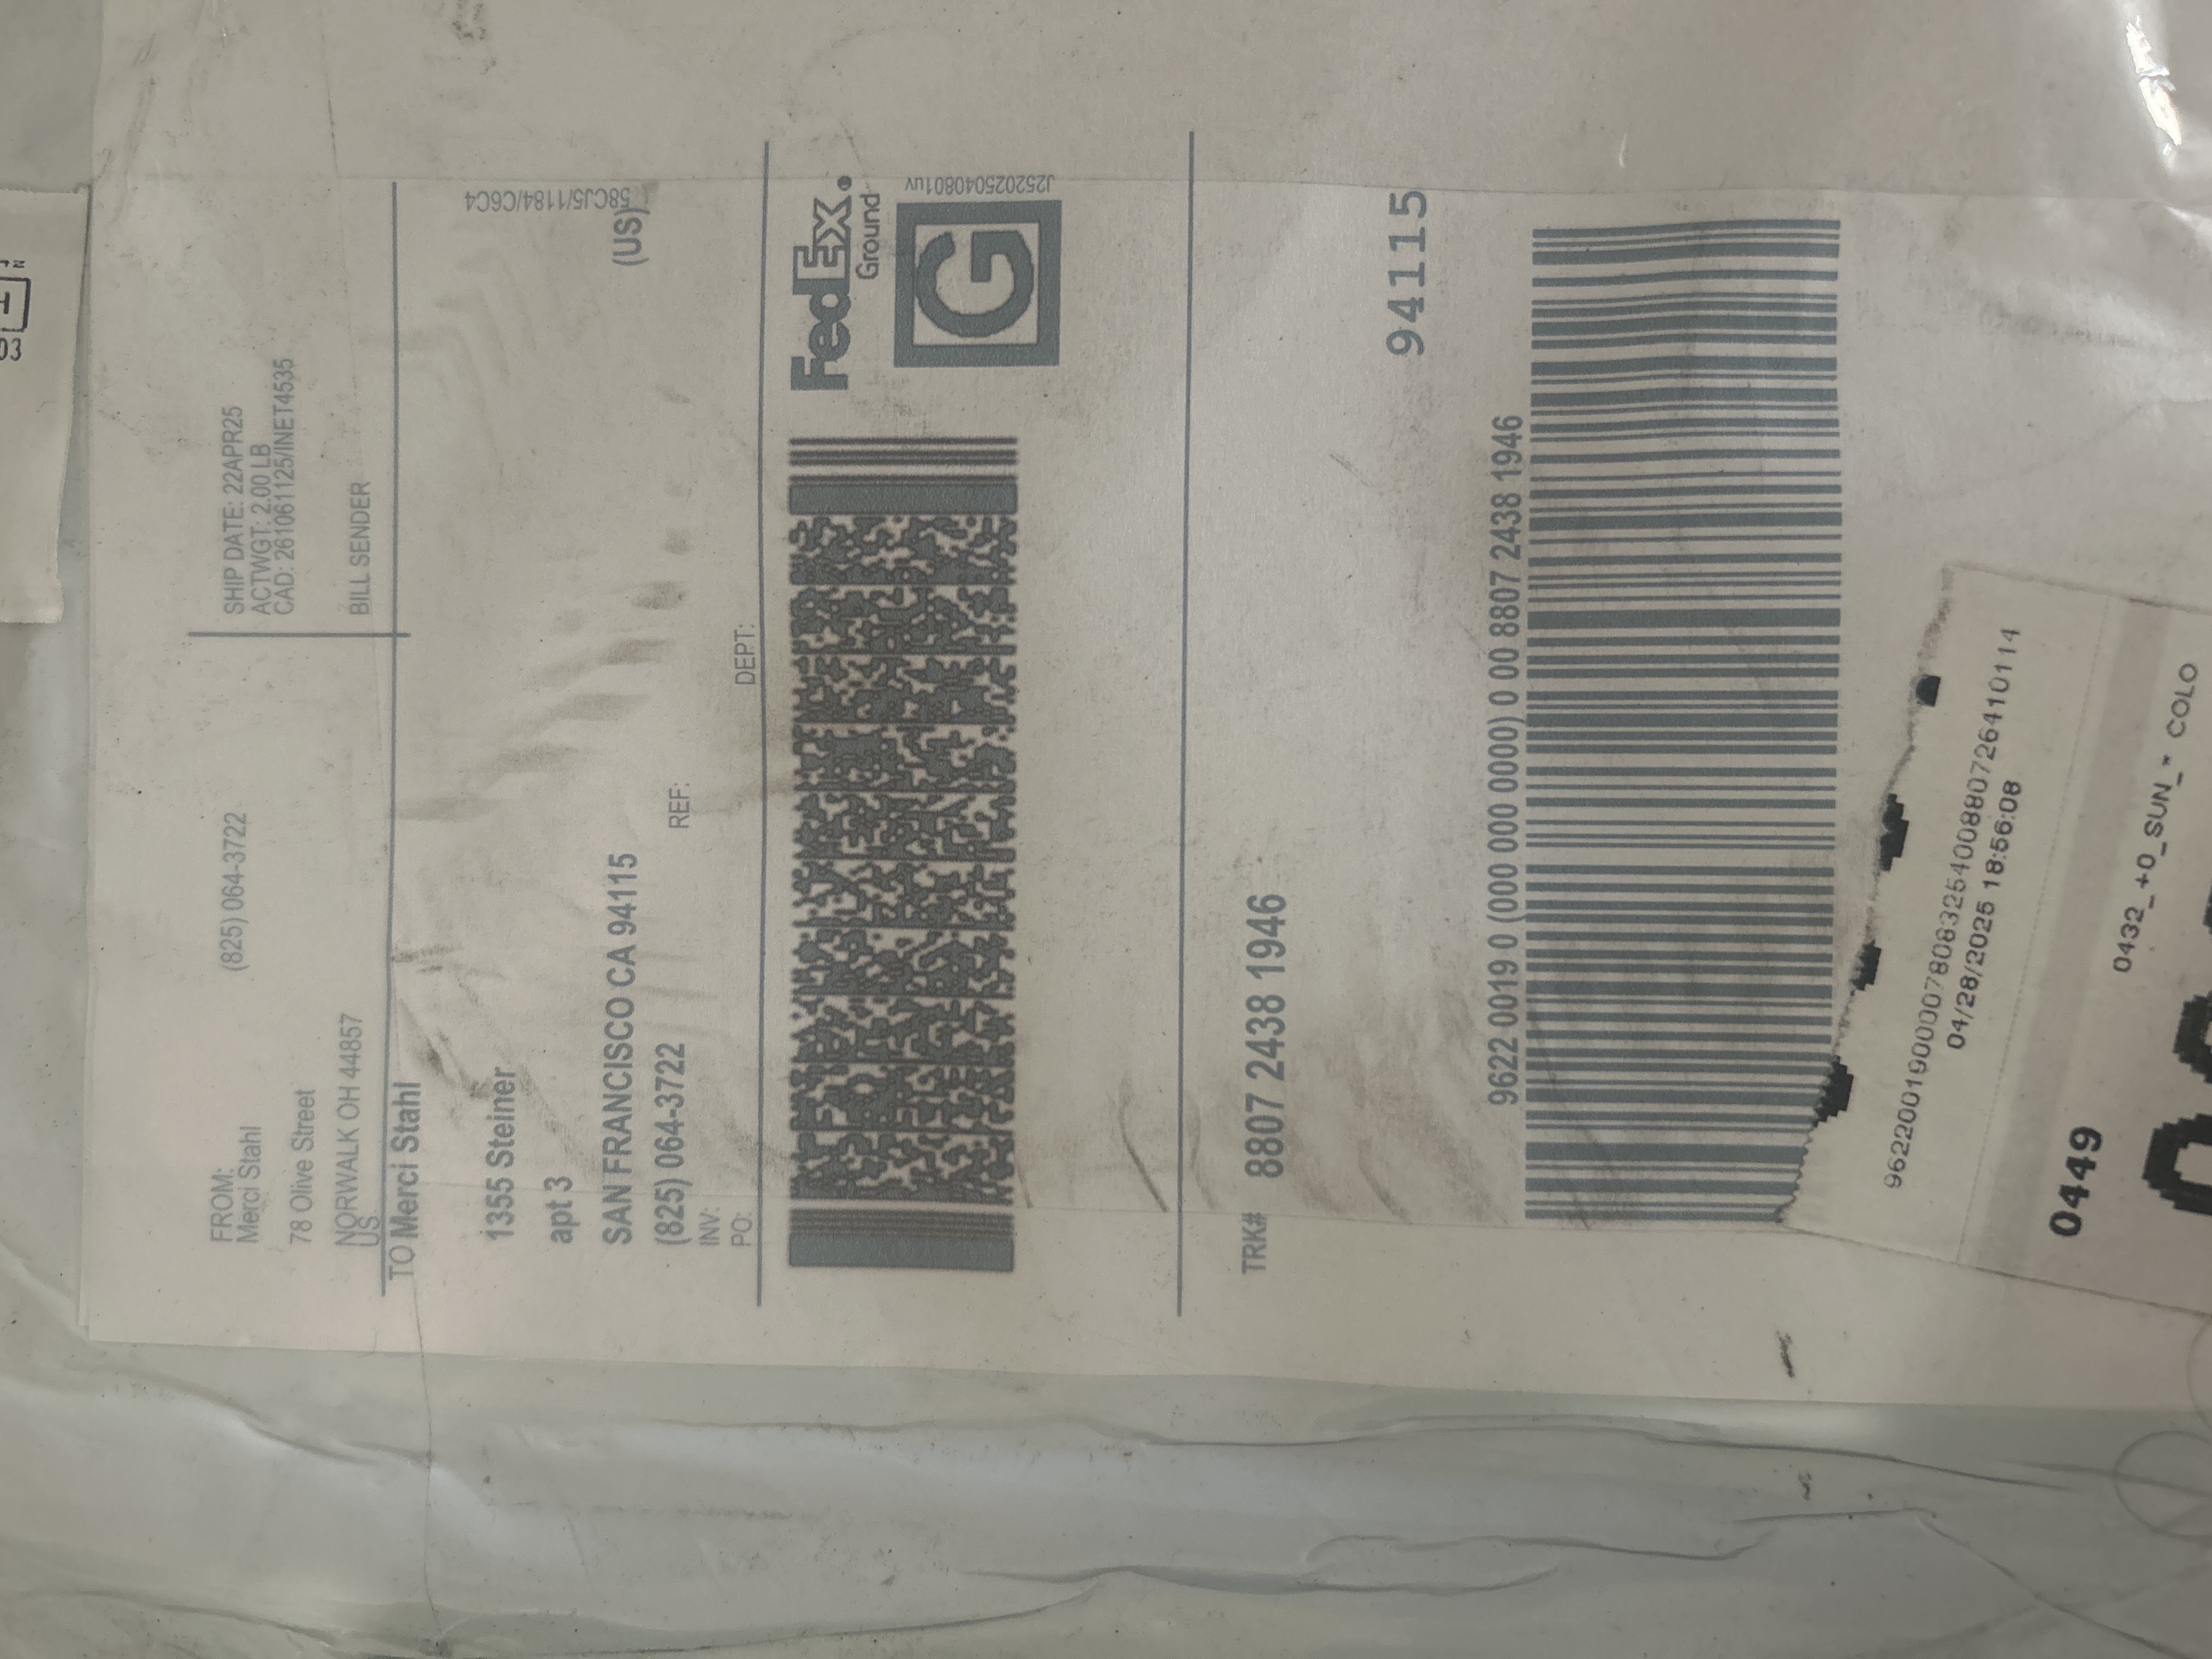 FROM:
Merci Stahl
(825) 064-3722
78 Olive Street
NORWALK OH 44857
US
SHIP DATE: 22APR25
ACTWGT: 2.00 LB
CAD: 261061125/INET4535
BILL SENDER
TO Merci Stahl
1355 Steiner
apt 3
SAN FRANCISCO CA 94115
(US)
(825) 064-3722
REF:
INV:
PO:
DEPT:
58CJ5/1184/C6C4
FedEx
Ground
G
J252025040801uv
TRK# 8807 2438 1946
94115
9622 0019 0 (000 000 0000) 0 00 8807 2438 1946
9622001900007808325400880726410114
04/28/2025 18:56:08
0449
0432_+0_SUN_* COLO
03